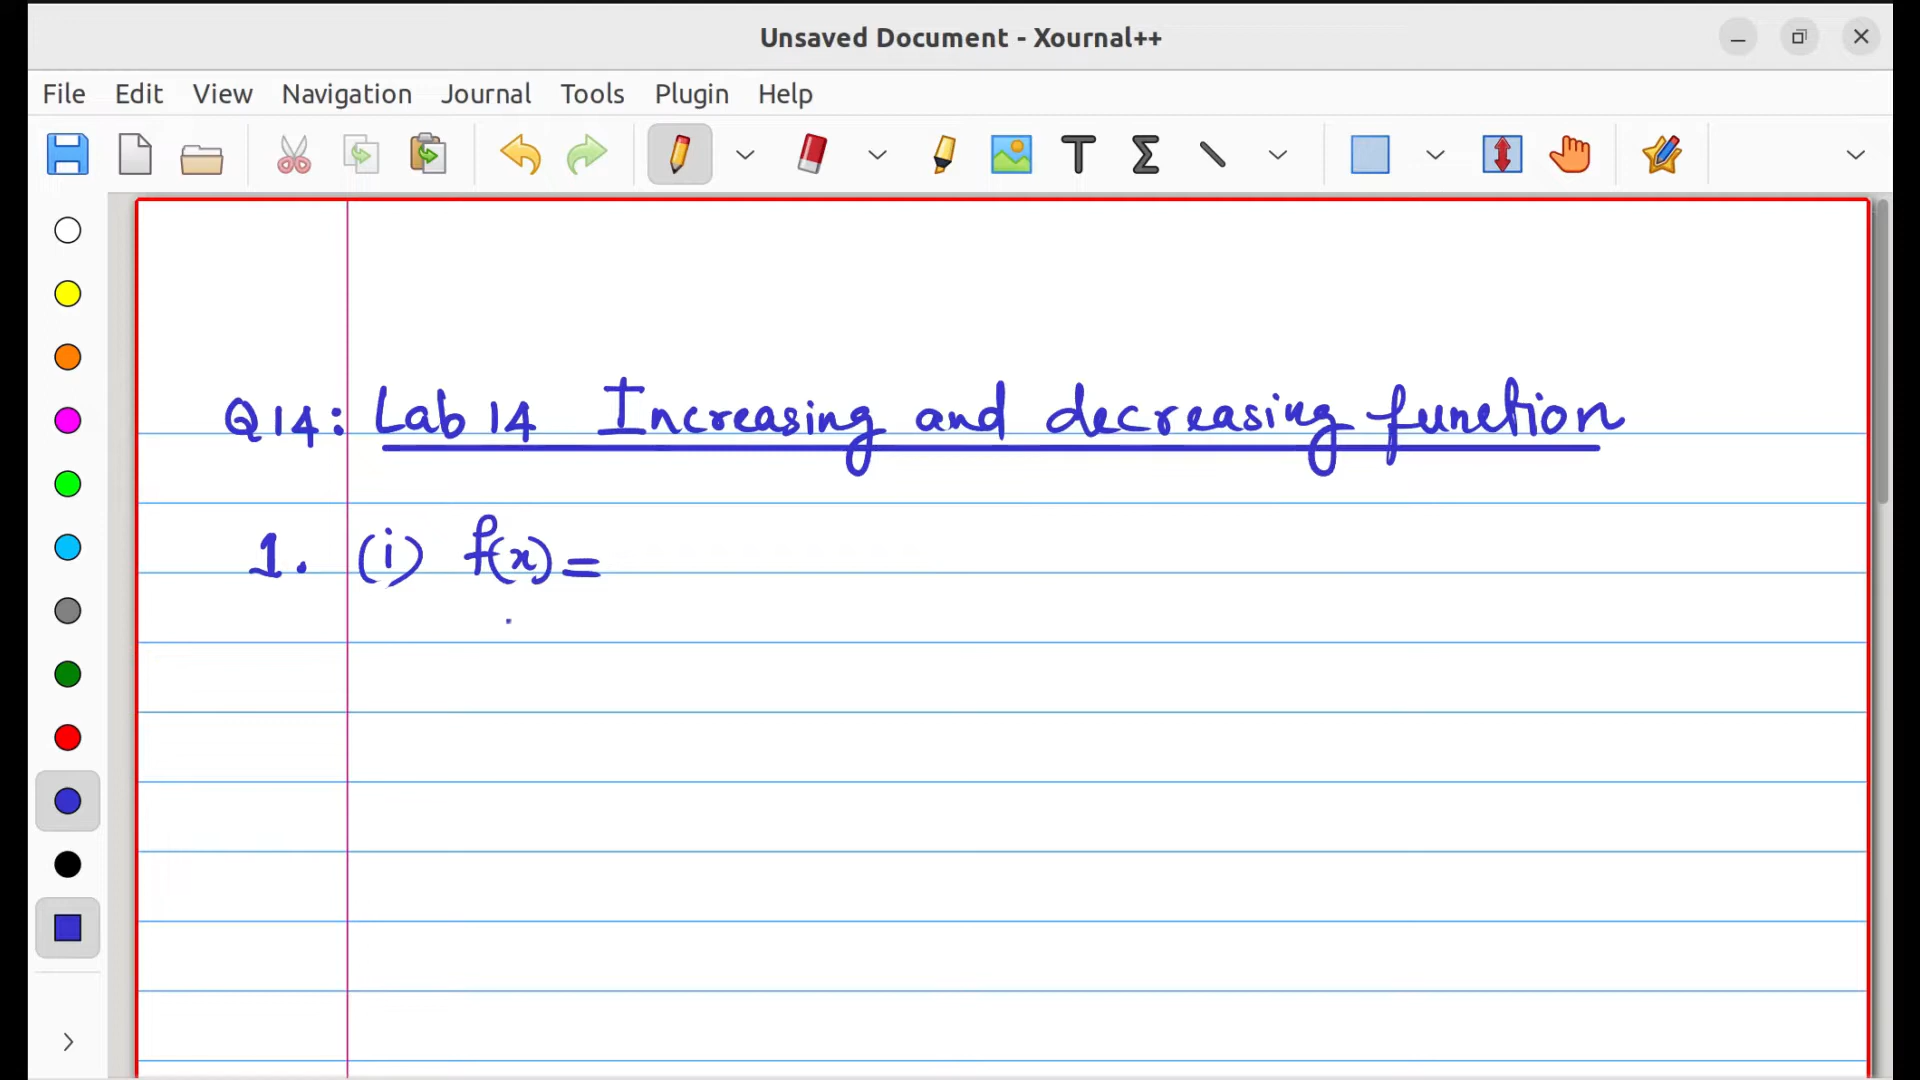 Unsaved Document - Xournal++
File Edit View Navigation Journal Tools Plugin Help
Q14: Lab 14 Increasing and decreasing function
1. (i) f(x)=